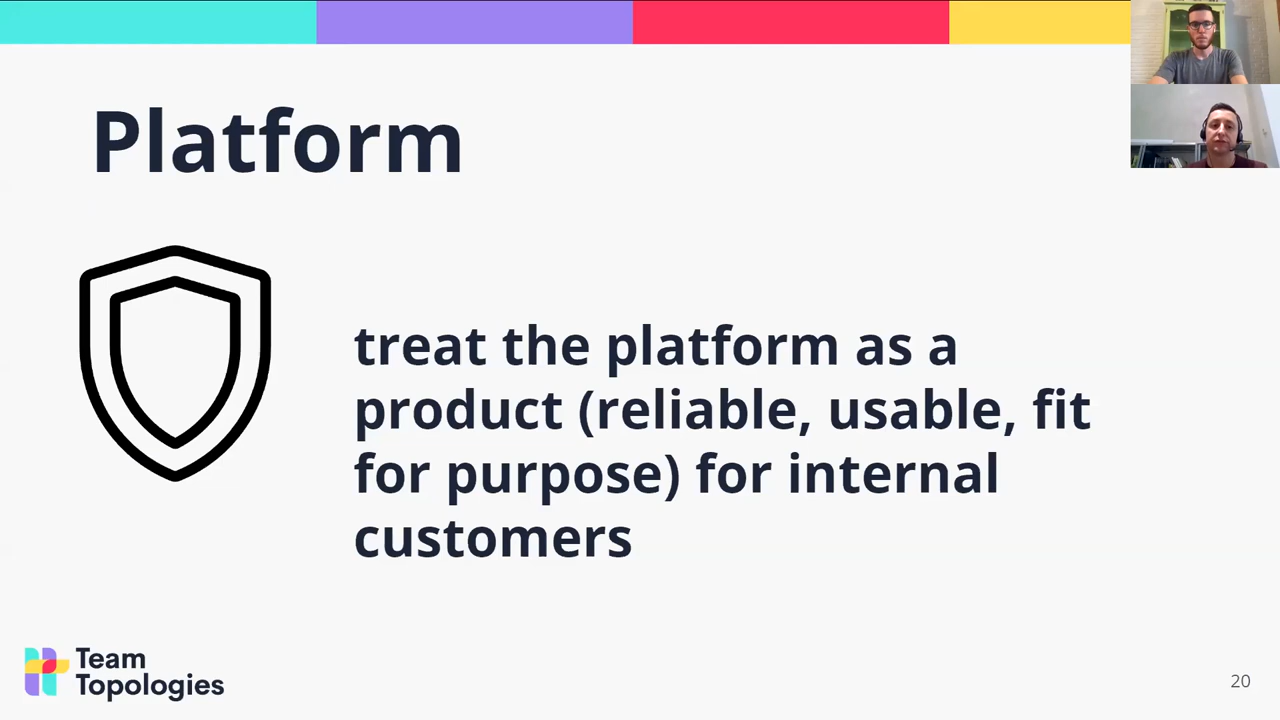 Platform
treat the platform as a
product (reliable, usable, fit
for purpose) for internal
customers
Team
Topologies
20